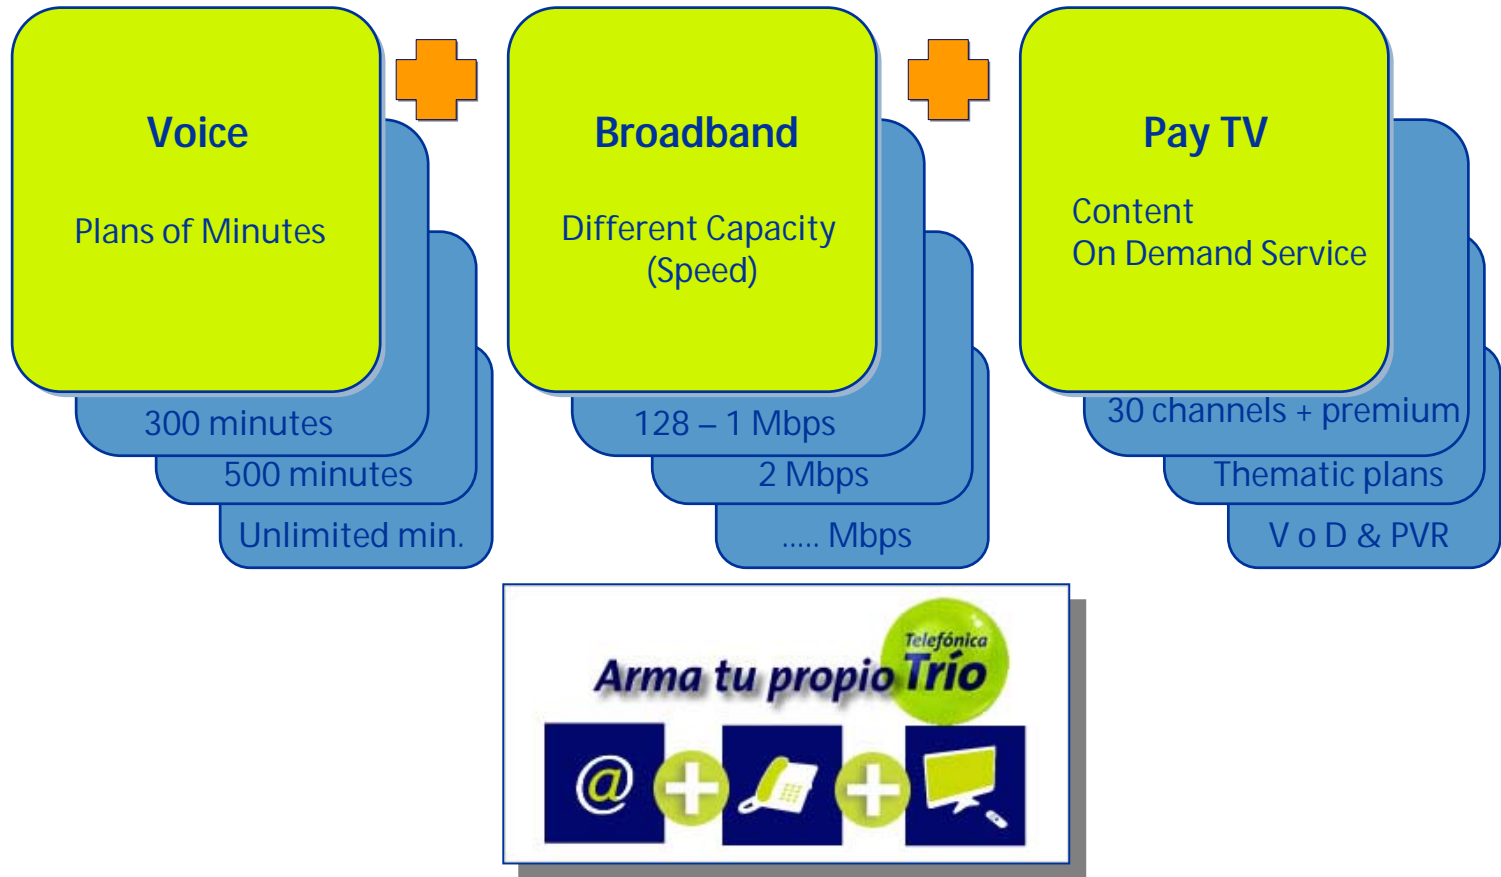 Voice
Plans of Minutes
300 minutes
500 minutes
Unlimited min.
Broadband
Different Capacity
(Speed)
128 – 1 Mbps
2 Mbps
..... Mbps
Pay TV
Content
On Demand Service
30 channels + premium
Thematic plans
V o D & PVR
Telefónica
Arma tu propio Trío
@